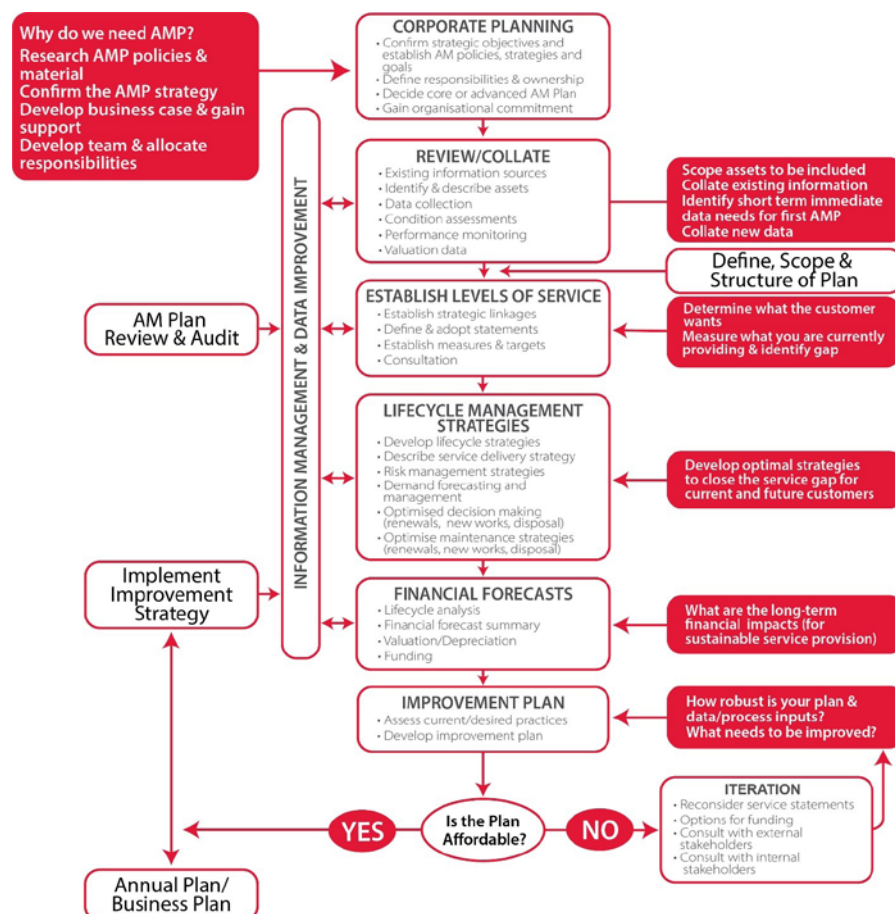 Why do we need AMP?
Research AMP policies &
material
Confirm the AMP strategy
Develop business case & gain
support
Develop team & allocate
responsibilities
CORPORATE PLANNING
• Confirm strategic objectives and
establish AM policies, strategies and
goals
• Define responsibilities & ownership
• Decide core or advanced AM Plan
• Gain organisational commitment
INFORMATION MANAGEMENT & DATA IMPROVEMENT
REVIEW/COLLATE
• Existing information sources
• Identify & describe assets
• Data collection
• Condition assessments
• Performance monitoring
• Valuation data
Scope assets to be included
Collate existing information
Identify short term immediate
data needs for first AMP
Collate new data
Define, Scope &
Structure of Plan
AM Plan
Review & Audit
ESTABLISH LEVELS OF SERVICE
• Establish strategic linkages
• Define & adopt statements
• Establish measures & targets
• Consultation
Determine what the customer
wants
Measure what you are currently
providing & identify gap
LIFECYCLE MANAGEMENT
STRATEGIES
• Develop lifecycle strategies
• Describe service delivery strategy
• Risk management strategies
• Demand forecasting and
management
• Optimised decision making
(renewals, new works, disposal)
• Optimise maintenance strategies
(renewals, new works, disposal)
Develop optimal strategies
to close the service gap for
current and future customers
Implement
Improvement
Strategy
FINANCIAL FORECASTS
• Lifecycle analysis
• Financial forecast summary
• Valuation/Depreciation
• Funding
What are the long-term
financial impacts (for
sustainable service provision)
IMPROVEMENT PLAN
• Assess current/desired practices
• Develop improvement plan
How robust is your plan &
data/process inputs?
What needs to be improved?
YES
Is the Plan
Affordable?
NO
ITERATION
• Reconsider service statements
• Options for funding
• Consult with external
stakeholders
• Consult with internal
stakeholders
Annual Plan/
Business Plan